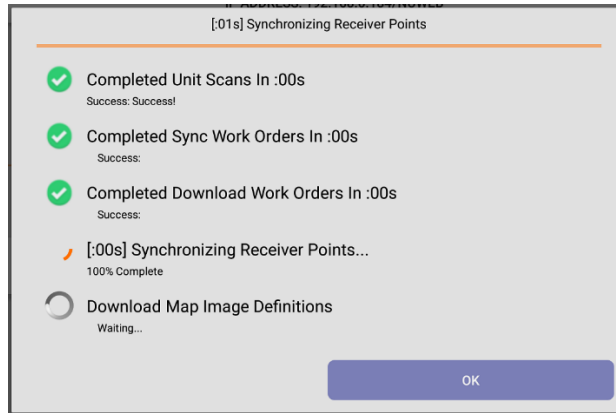 [:01s] Synchronizing Receiver Points
Completed Unit Scans In :00s
Success: Success!
Completed Sync Work Orders In :00s
Success:
Completed Download Work Orders In :00s
Success:
[:00s] Synchronizing Receiver Points...
100% Complete
Download Map Image Definitions
Waiting...
OK